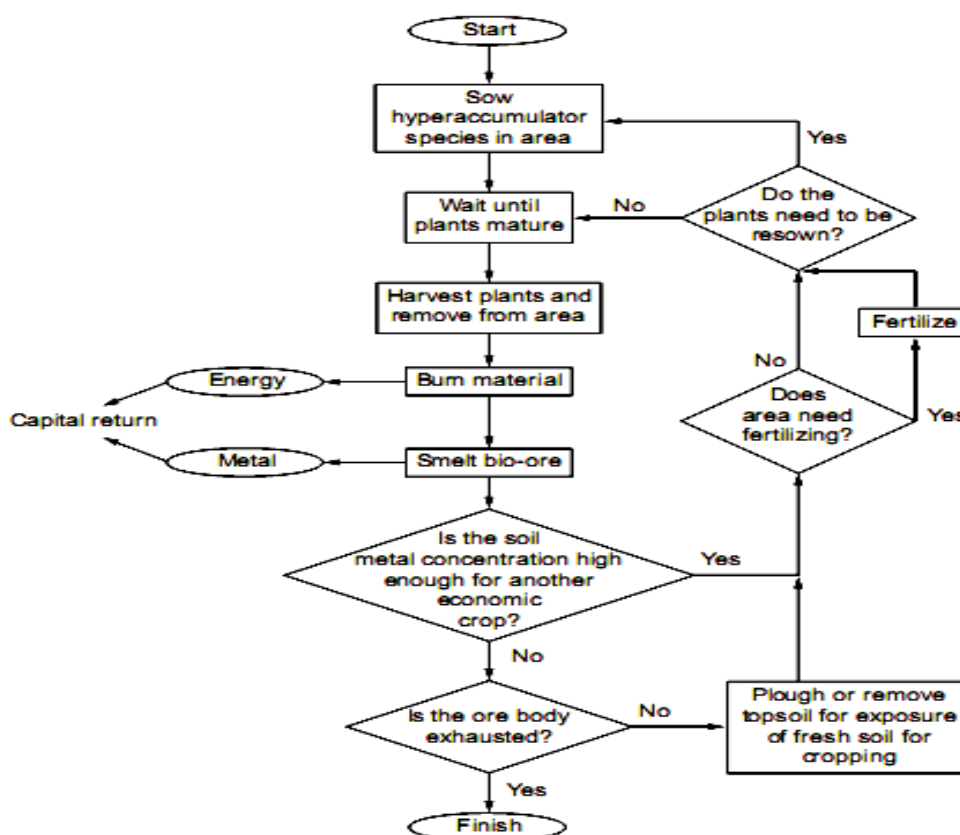 Start
Sow
hyperaccumulator
species in area
Yes
Do the
plants need to be
resown?
No
Wait until
plants mature
Harvest plants and
remove from area
Fertilize
No
Energy
Burn material
Does
area need
fertilizing?
Yes
Capital return
Metal
Smelt bio-ore
Is the soil
metal concentration high
enough for another
economic
crop?
Yes
No
Is the ore body
exhausted?
No
Plough or remove
topsoil for exposure
of fresh soil for
cropping
Yes
Finish